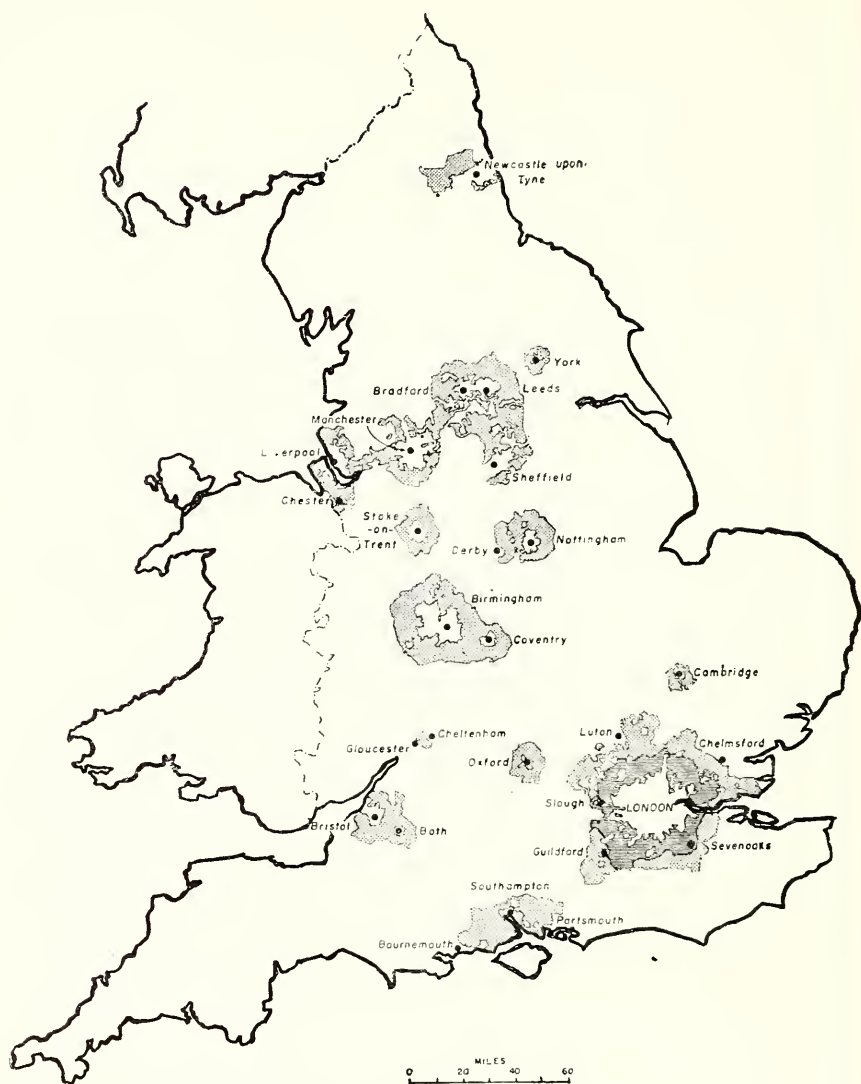 Newcastle upon-
Tyne
York
Bradford
Leeds
Manchester
L..erpool
Sheffield
Chester
Stoke
-on-
Trent
Derby
Nottingham
Birmingham
Coventry
Cambridge
Luton
Cheltenham
Chelmsford
Gloucester
Oxford
Slough
LONDON
Bristol
Bath
Guildford
Sevenoaks
Southampton
Portsmouth
Bournemouth
MILES
0 20 40 60